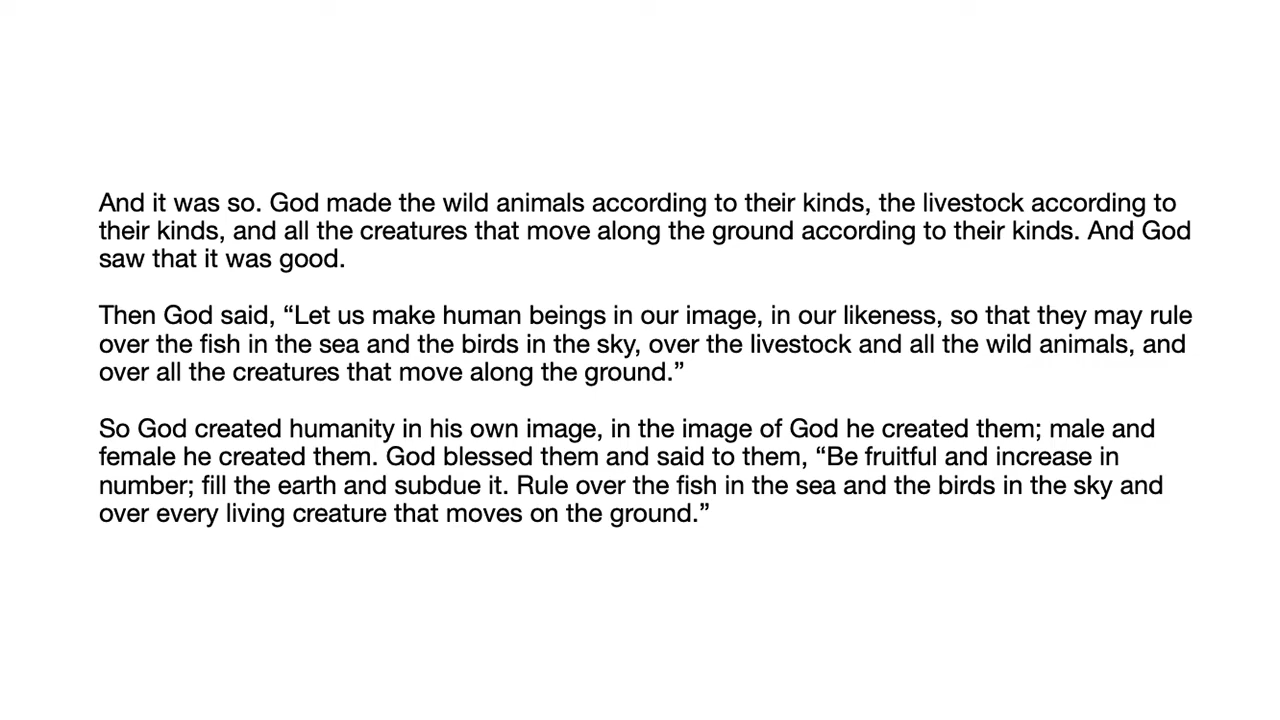 And it was so. God made the wild animals according to their kinds, the livestock according to
their kinds, and all the creatures that move along the ground according to their kinds. And God
saw that it was good.
Then God said, “Let us make human beings in our image, in our likeness, so that they may rule
over the fish in the sea and the birds in the sky, over the livestock and all the wild animals, and
over all the creatures that move along the ground.”
So God created humanity in his own image, in the image of God he created them; male and
female he created them. God blessed them and said to them, “Be fruitful and increase in
number; fill the earth and subdue it. Rule over the fish in the sea and the birds in the sky and
over every living creature that moves on the ground.”